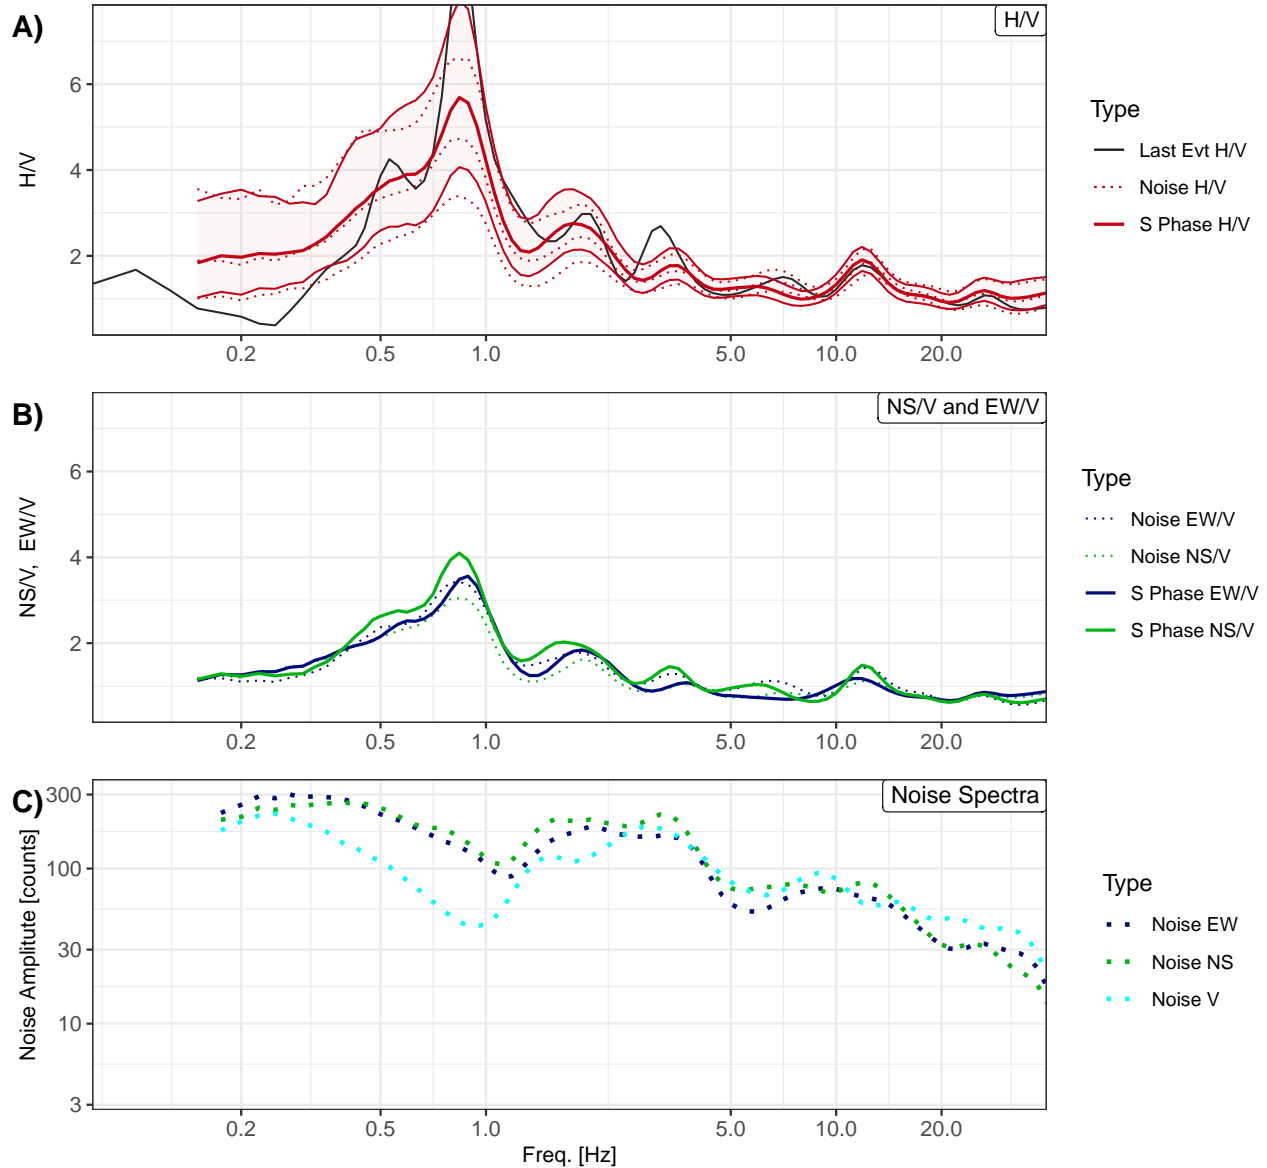 A)
H/V
6
4
2
H/V
0.2
0.5
1.0
5.0
10.0
20.0
Type
Last Evt H/V
Noise H/V
S Phase H/V
B)
NS/V and EW/V
6
4
2
NS/V,  EW/V
0.2
0.5
1.0
5.0
10.0
20.0
Type
Noise EW/V
Noise NS/V
S Phase EW/V
S Phase NS/V
C)
Noise Spectra
300
100
30
10
3
Noise Amplitute [counts]
0.2
0.5
1.0
5.0
10.0
20.0
Freq. [Hz]
Type
Noise EW
Noise NS
Noise V